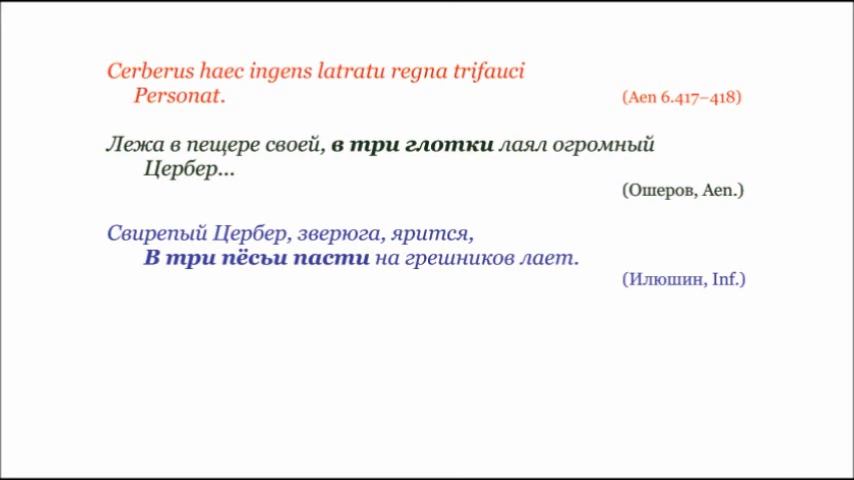 Cerberus haec ingens latratu regna trifauci
Personat.
(Aen 6.417–418)
Лежа в пещере своей, в три глотки лаял огромный
Цербер...
(Ошеров, Aen.)
Свирепый Цербер, зверюга, ярится,
В три пёсьи пасти на грешников лает.
(Илюшин, Inf.)